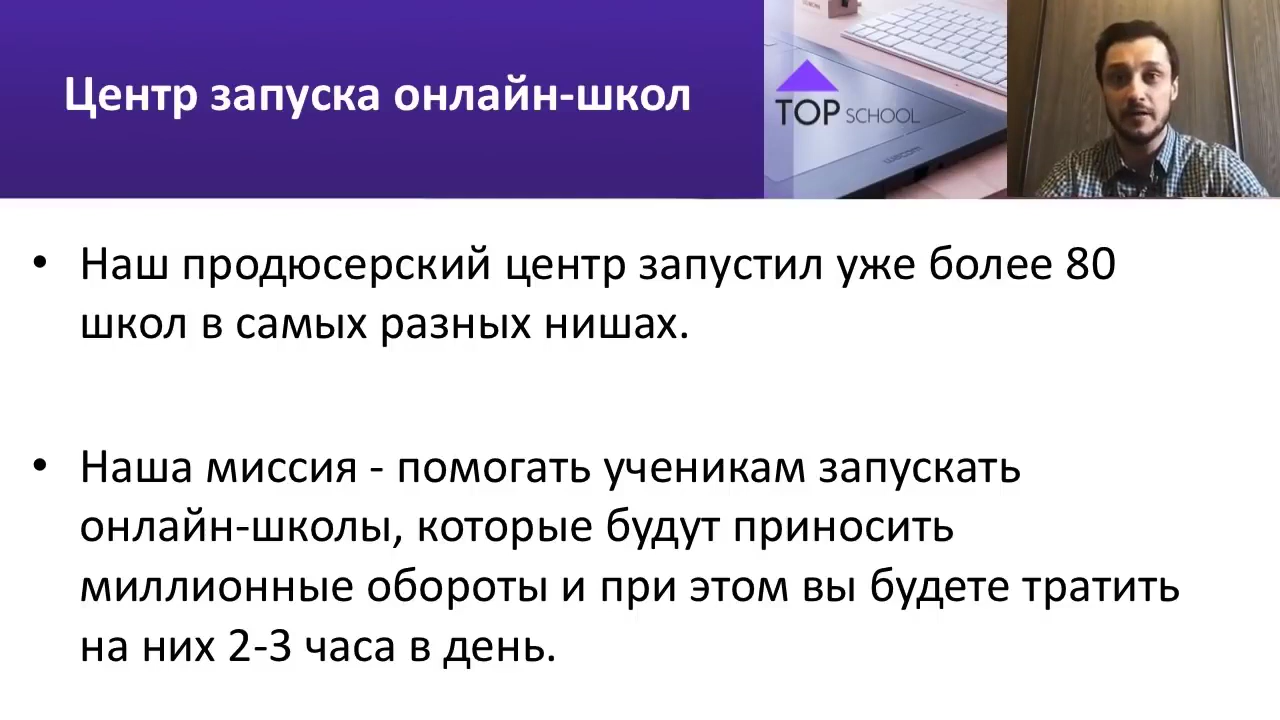 Центр запуска онлайн-школ
TOP SCHOOL
wacom
• Наш продюсерский центр запустил уже более 80
школ в самых разных нишах.
• Наша миссия - помогать ученикам запускать
онлайн-школы, которые будут приносить
миллионные обороты и при этом вы будете тратить
на них 2-3 часа в день.